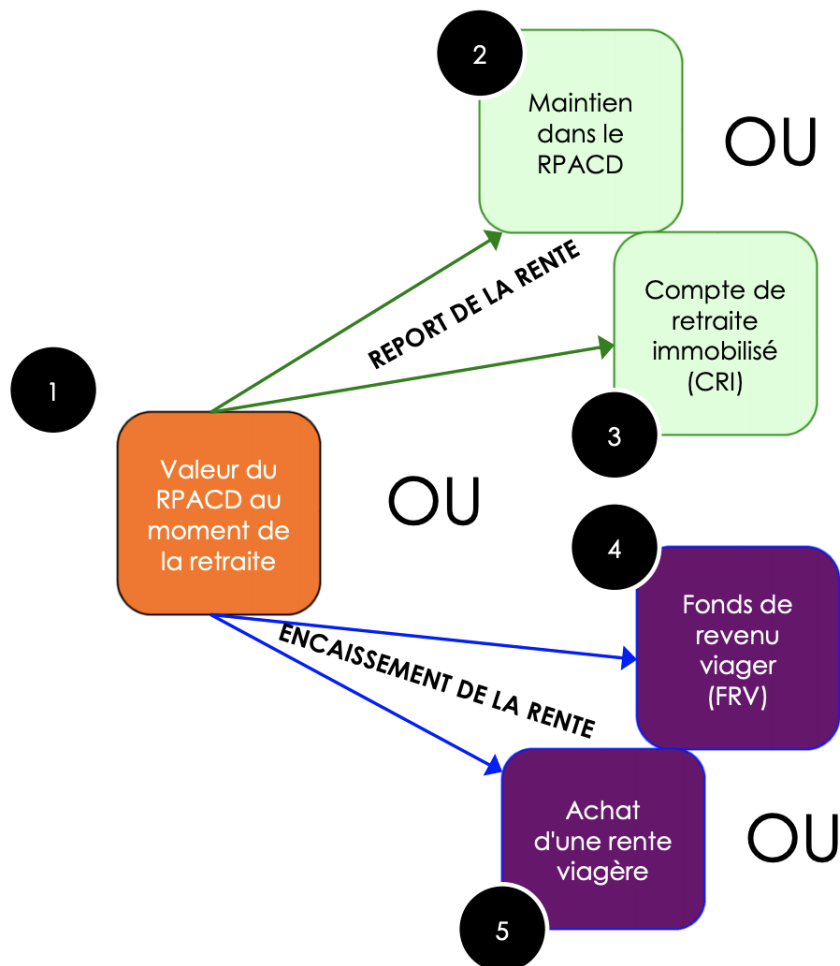 2
Maintien
dans le
RPACD
OU
REPORT DE LA RENTE
Compte de
retraite
immobilisé
(CRI)
3
1
Valeur du
RPACD au
moment de
la retraite
OU
4
Fonds de
revenu
viager
(FRV)
ENCAISSEMENT DE LA RENTE
Achat
d'une rente
viagère
OU
5